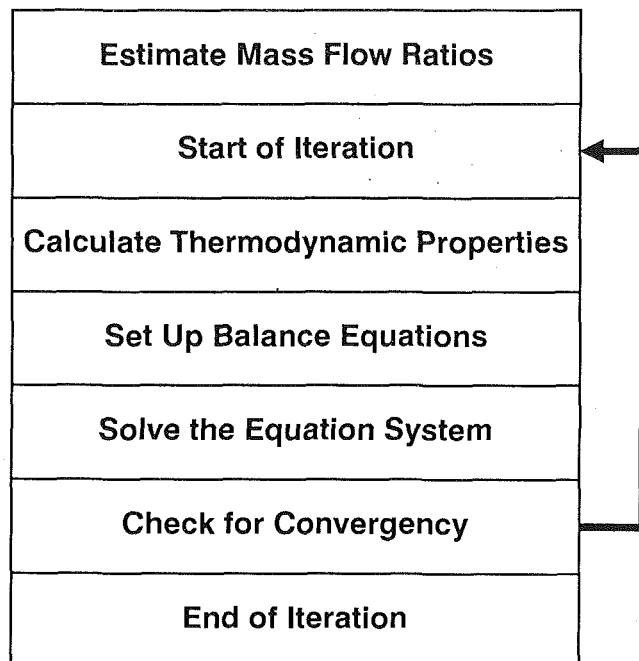 Estimate Mass Flow Ratios
Start of Iteration
Calculate Thermodynamic Properties
Set Up Balance Equations
Solve the Equation System
Check for Convergency
End of Iteration